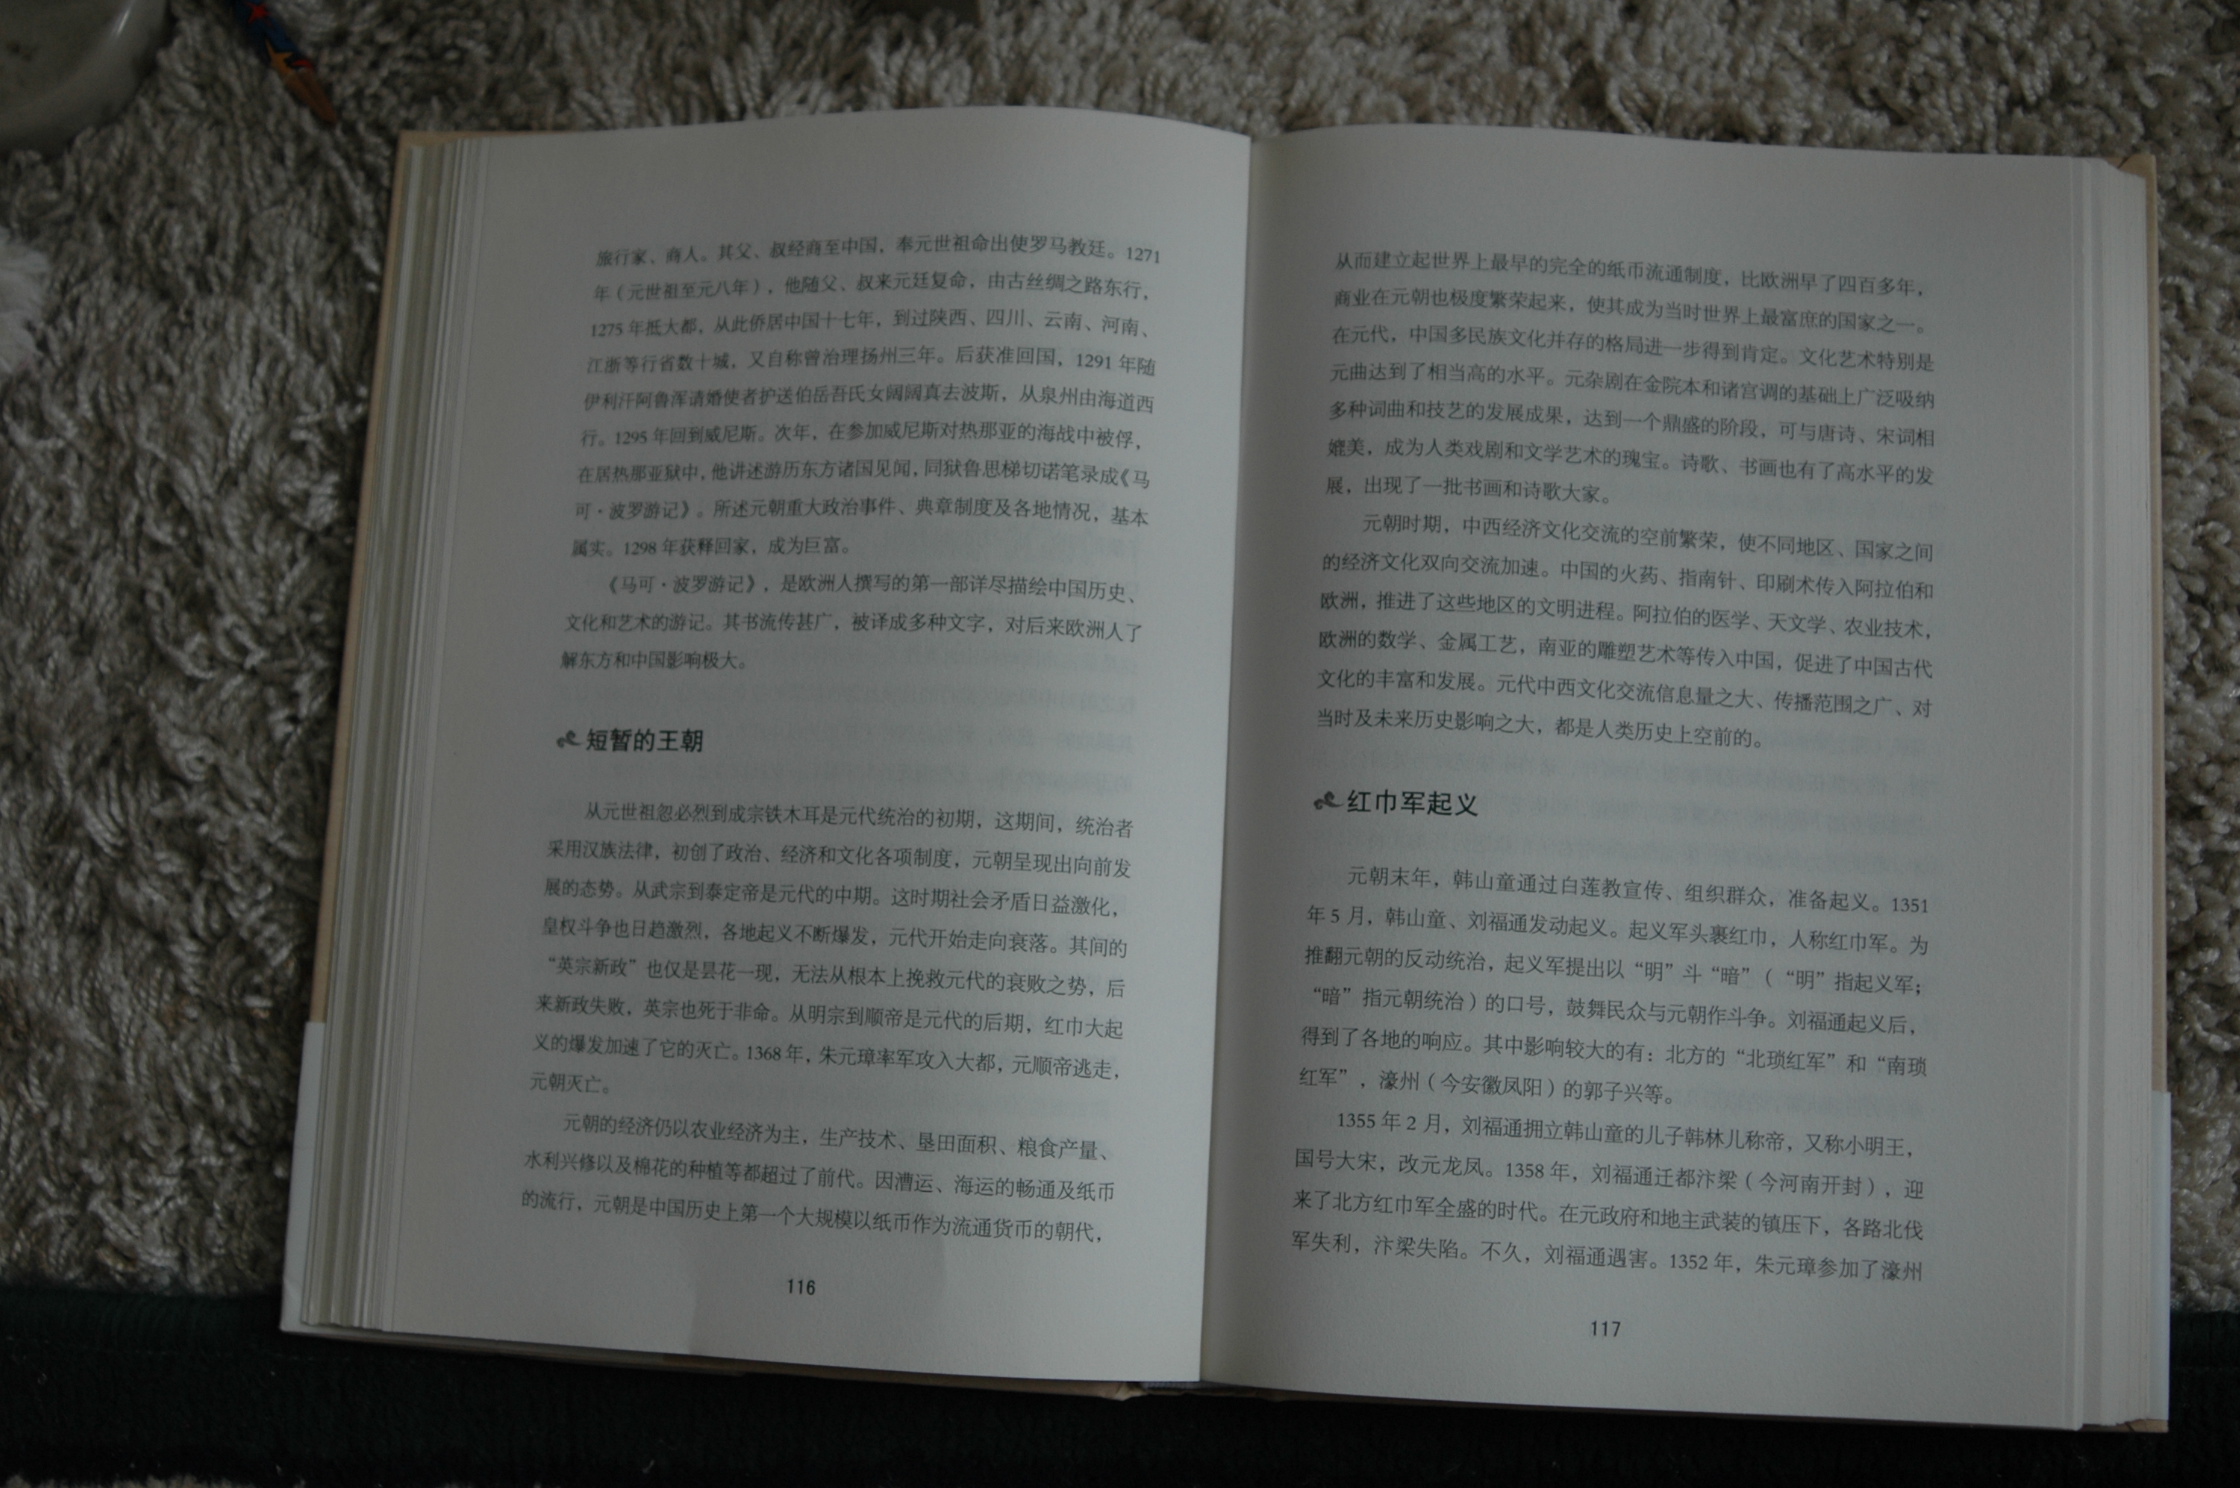 旅行家、商人。其父、叔经商至中国，奉元世祖命出使罗马教廷。1271
年（元世祖至元八年），他随父、叔来元廷复命，由古丝绸之路东行，
1275 年抵大都，从此侨居中国十七年，到过陕西、四川、云南、河南、
江浙等行省数十城，又自称曾治理扬州三年。后获准回国，1291 年随
伊利汗阿鲁浑请婚使者护送伯岳吾氏女阔阔真去波斯，从泉州由海道西
行。1295 年回到威尼斯。次年，在参加威尼斯对热那亚的海战中被俘，
在居热那亚狱中，他讲述游历东方诸国见闻，同狱鲁思梯切诺笔录成《马
可·波罗游记》。所述元朝重大政治事件、典章制度及各地情况，基本
属实。1298 年获释回家，成为巨富。
《马可·波罗游记》，是欧洲人撰写的第一部详尽描绘中国历史、
文化和艺术的游记。其书流传甚广，被译成多种文字，对后来欧洲人了
解东方和中国影响极大。
短暂的王朝
从元世祖忽必烈到成宗铁木耳是元代统治的初期，这期间，统治者
采用汉族法律，初创了政治、经济和文化各项制度，元朝呈现出向前发
展的态势。从武宗到泰定帝是元代的中期。这时期社会矛盾日益激化，
皇权斗争也日趋激烈，各地起义不断爆发，元代开始走向衰落。其间的
“英宗新政”也仅是昙花一现，无法从根本上挽救元代的衰败之势，后
来新政失败，英宗也死于非命。从明宗到顺帝是元代的后期，红巾大起
义的爆发加速了它的灭亡。1368 年，朱元璋率军攻入大都，元顺帝逃走，
元朝灭亡。
元朝的经济仍以农业经济为主，生产技术、垦田面积、粮食产量、
水利兴修以及棉花的种植等都超过了前代。因漕运、海运的畅通及纸币
的流行，元朝是中国历史上第一个大规模以纸币作为流通货币的朝代，
116
从而建立起世界上最早的完全的纸币流通制度，比欧洲早了四百多年，
商业在元朝也极度繁荣起来，使其成为当时世界上最富庶的国家之一。
在元代，中国多民族文化并存的格局进一步得到肯定。文化艺术特别是
元曲达到了相当高的水平。元杂剧在金院本和诸宫调的基础上广泛吸纳
多种词曲和技艺的发展成果，达到一个鼎盛的阶段，可与唐诗、宋词相
媲美，成为人类戏剧和文学艺术的瑰宝。诗歌、书画也有了高水平的发
展，出现了一批书画和诗歌大家。
元朝时期，中西经济文化交流的空前繁荣，使不同地区、国家之间
的经济文化双向交流加速。中国的火药、指南针、印刷术传入阿拉伯和
欧洲，推进了这些地区的文明进程。阿拉伯的医学、天文学、农业技术，
欧洲的数学、金属工艺，南亚的雕塑艺术等传入中国，促进了中国古代
文化的丰富和发展。元代中西文化交流信息量之大、传播范围之广、对
当时及未来历史影响之大，都是人类历史上空前的。
红巾军起义
元朝末年，韩山童通过白莲教宣传、组织群众，准备起义。1351
年 5 月，韩山童、刘福通发动起义。起义军头裹红巾，人称红巾军。为
推翻元朝的反动统治，起义军提出以“明”斗“暗”（“明”指起义军；
“暗”指元朝统治）的口号，鼓舞民众与元朝作斗争。刘福通起义后，
得到了各地的响应。其中影响较大的有：北方的“北琐红军”和“南琐
红军”，濠州（今安徽凤阳）的郭子兴等。
1355 年 2 月，刘福通拥立韩山童的儿子韩林儿称帝，又称小明王，
国号大宋，改元龙凤。1358 年，刘福通迁都汴梁（今河南开封），迎
来了北方红巾军全盛的时代。在元政府和地主武装的镇压下，各路北伐
军失利，汴梁失陷。不久，刘福通遇害。1352 年，朱元璋参加了濠州
117